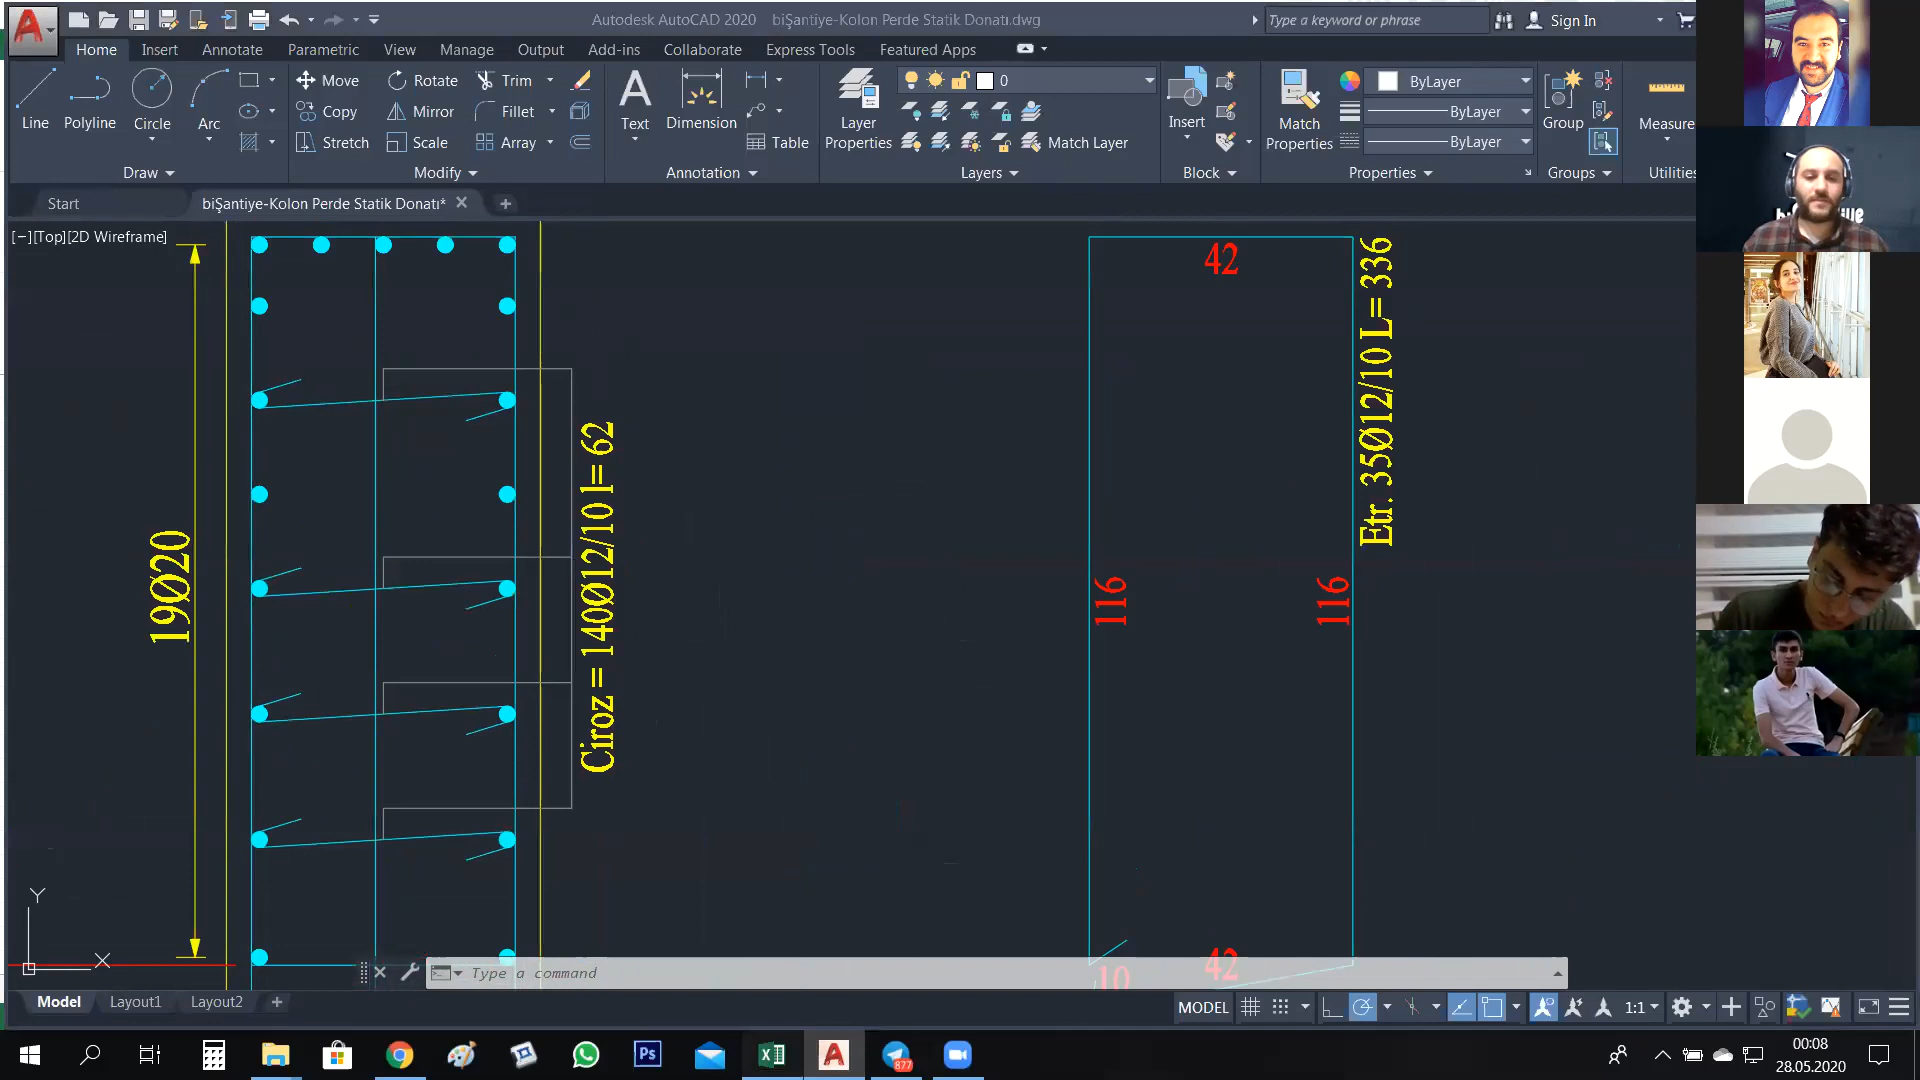 Autodesk AutoCAD 2020 biŞantiye-Kolon Perde Statik Donatı.dwg
Type a keyword or phrase
Sign In
Home Insert Annotate Parametric View Manage Output Add-ins Collaborate Express Tools Featured Apps
Line Polyline Circle Arc
Move Rotate Trim
Copy Mirror Fillet
Stretch Scale Array
Text Dimension Table
Layer Properties
0
Match Layer
Insert
Match Properties
ByLayer
ByLayer
ByLayer
Group
Measure
Draw Modify Annotation Layers Block Properties Groups Utilities
Start biŞantiye-Kolon Perde Statik Donatı*
[−][Top][2D Wireframe]
19Ø20
Ciroz = 140Ø12/10 l= 62
42
116
116
Etr. 35Ø12/10 L= 336
10
42
Y
X
Type a command
Model Layout1 Layout2
MODEL 1:1
Ps
877
00:08
28.05.2020